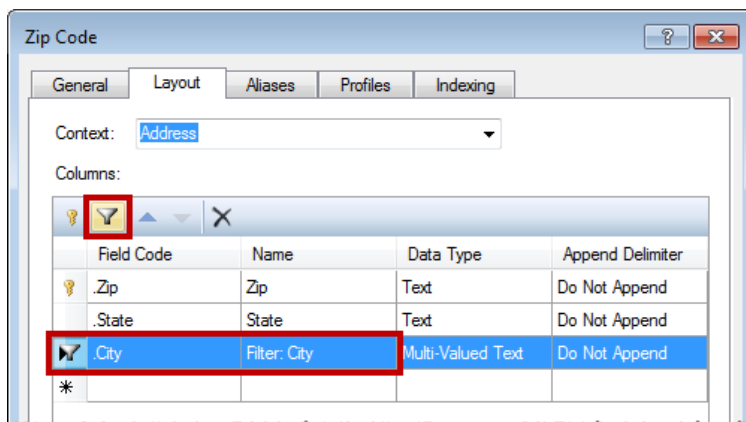 Zip Code
General Layout Aliases Profiles Indexing
Context: Address
Columns:
Field Code Name Data Type Append Delimiter
.Zip Zip Text Do Not Append
.State State Text Do Not Append
.City Filter: City Multi-Valued Text Do Not Append